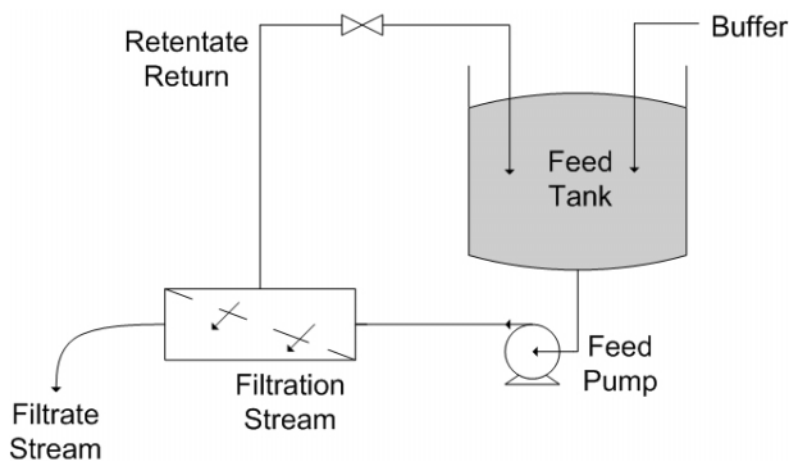 Retentate
Return
Buffer
Feed
Tank
Feed
Pump
Filtration
Stream
Filtrate
Stream